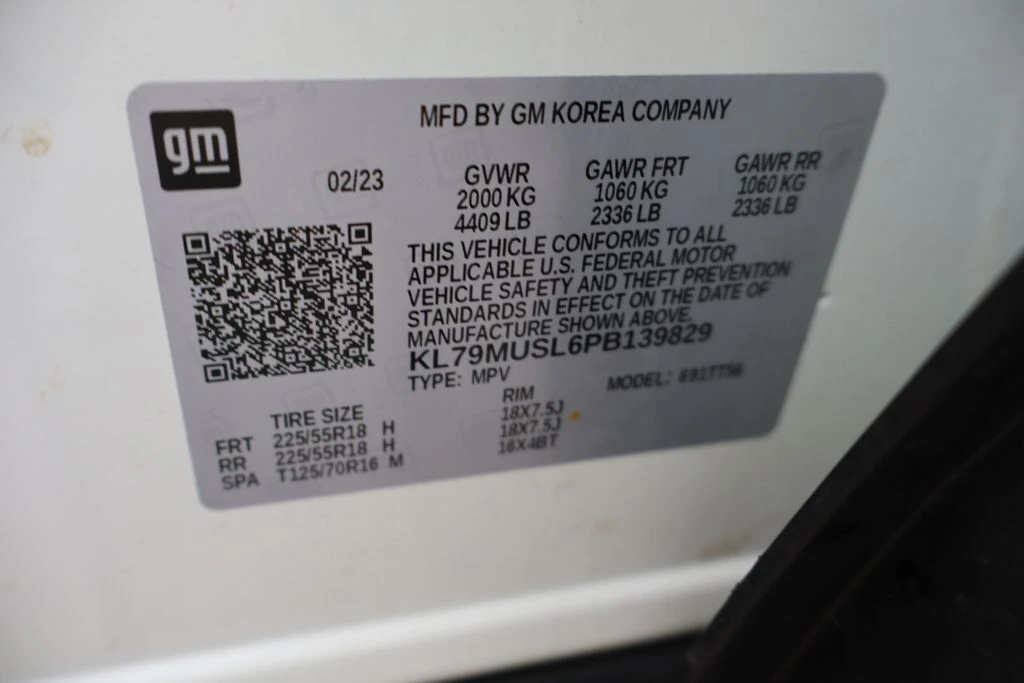 gm
MFD BY GM KOREA COMPANY
02/23
GVWR
2000 KG
4409 LB
GAWR FRT
1060 KG
2336 LB
GAWR RR
1060 KG
2336 LB
THIS VEHICLE CONFORMS TO ALL
APPLICABLE U.S. FEDERAL MOTOR
VEHICLE SAFETY AND THEFT PREVENTION
STANDARDS IN EFFECT ON THE DATE OF
MANUFACTURE SHOWN ABOVE.
KL79MUSL6PB139829
TYPE: MPV
MODEL:
TIRE SIZE RIM
FRT 225/55R18 H 18X7.5J
RR 225/55R18 H 18X7.5J
SPA T125/70R16 M 16X4BT